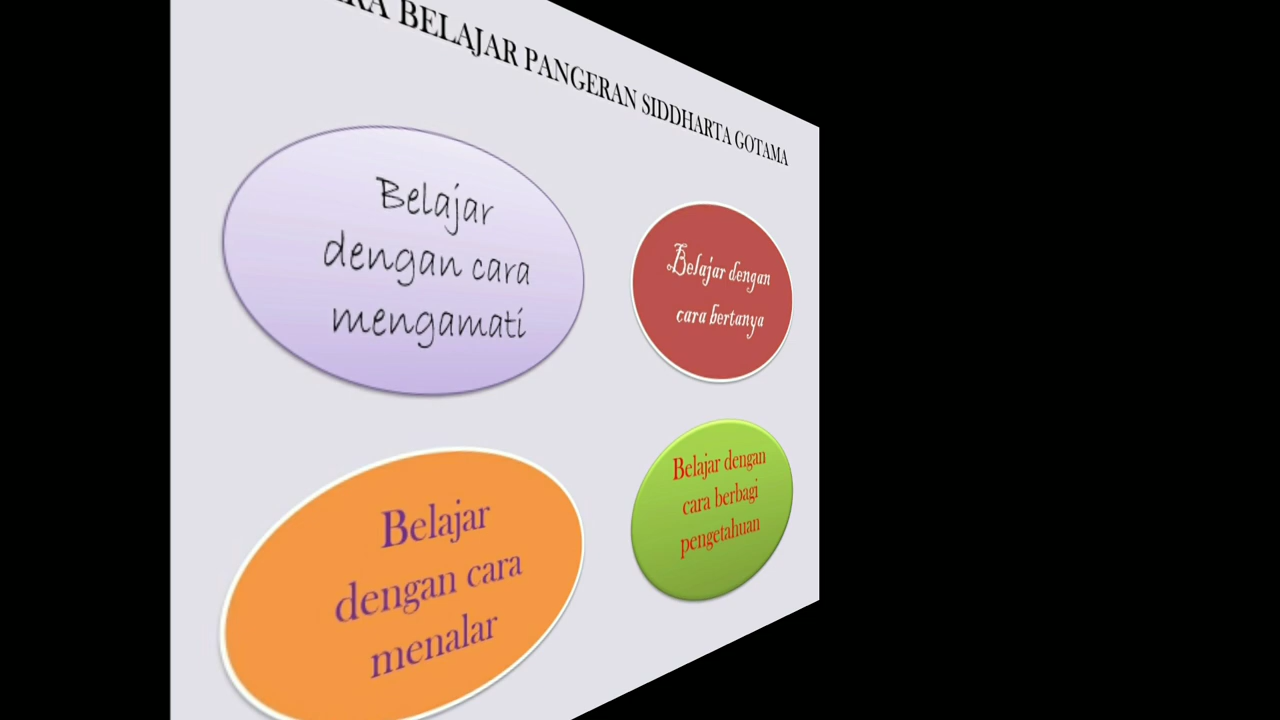 BELAJAR PANGERAN SIDDHARTA GOTAMA
Belajar
dengan cara
mengamati
Belajar dengan
cara bertanya
Belajar
dengan cara
menalar
Belajar dengan
cara berbagi
pengetahuan